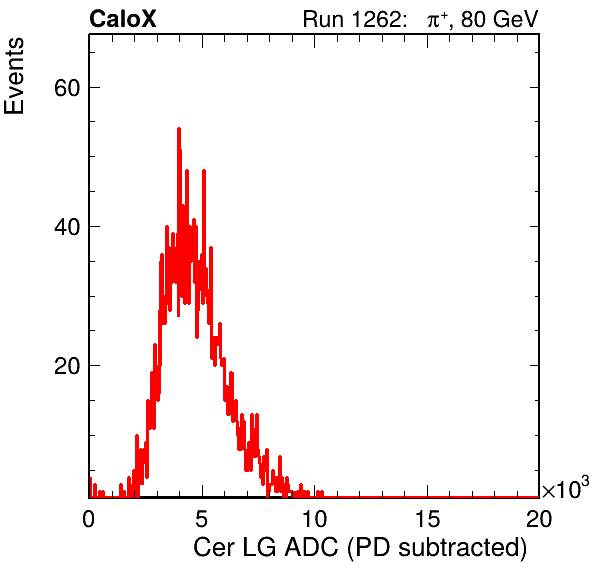 CaloX Run 1262: π⁺, 80 GeV
Events
60
40
20
0 5 10 15 20
×10³
Cer LG ADC (PD subtracted)